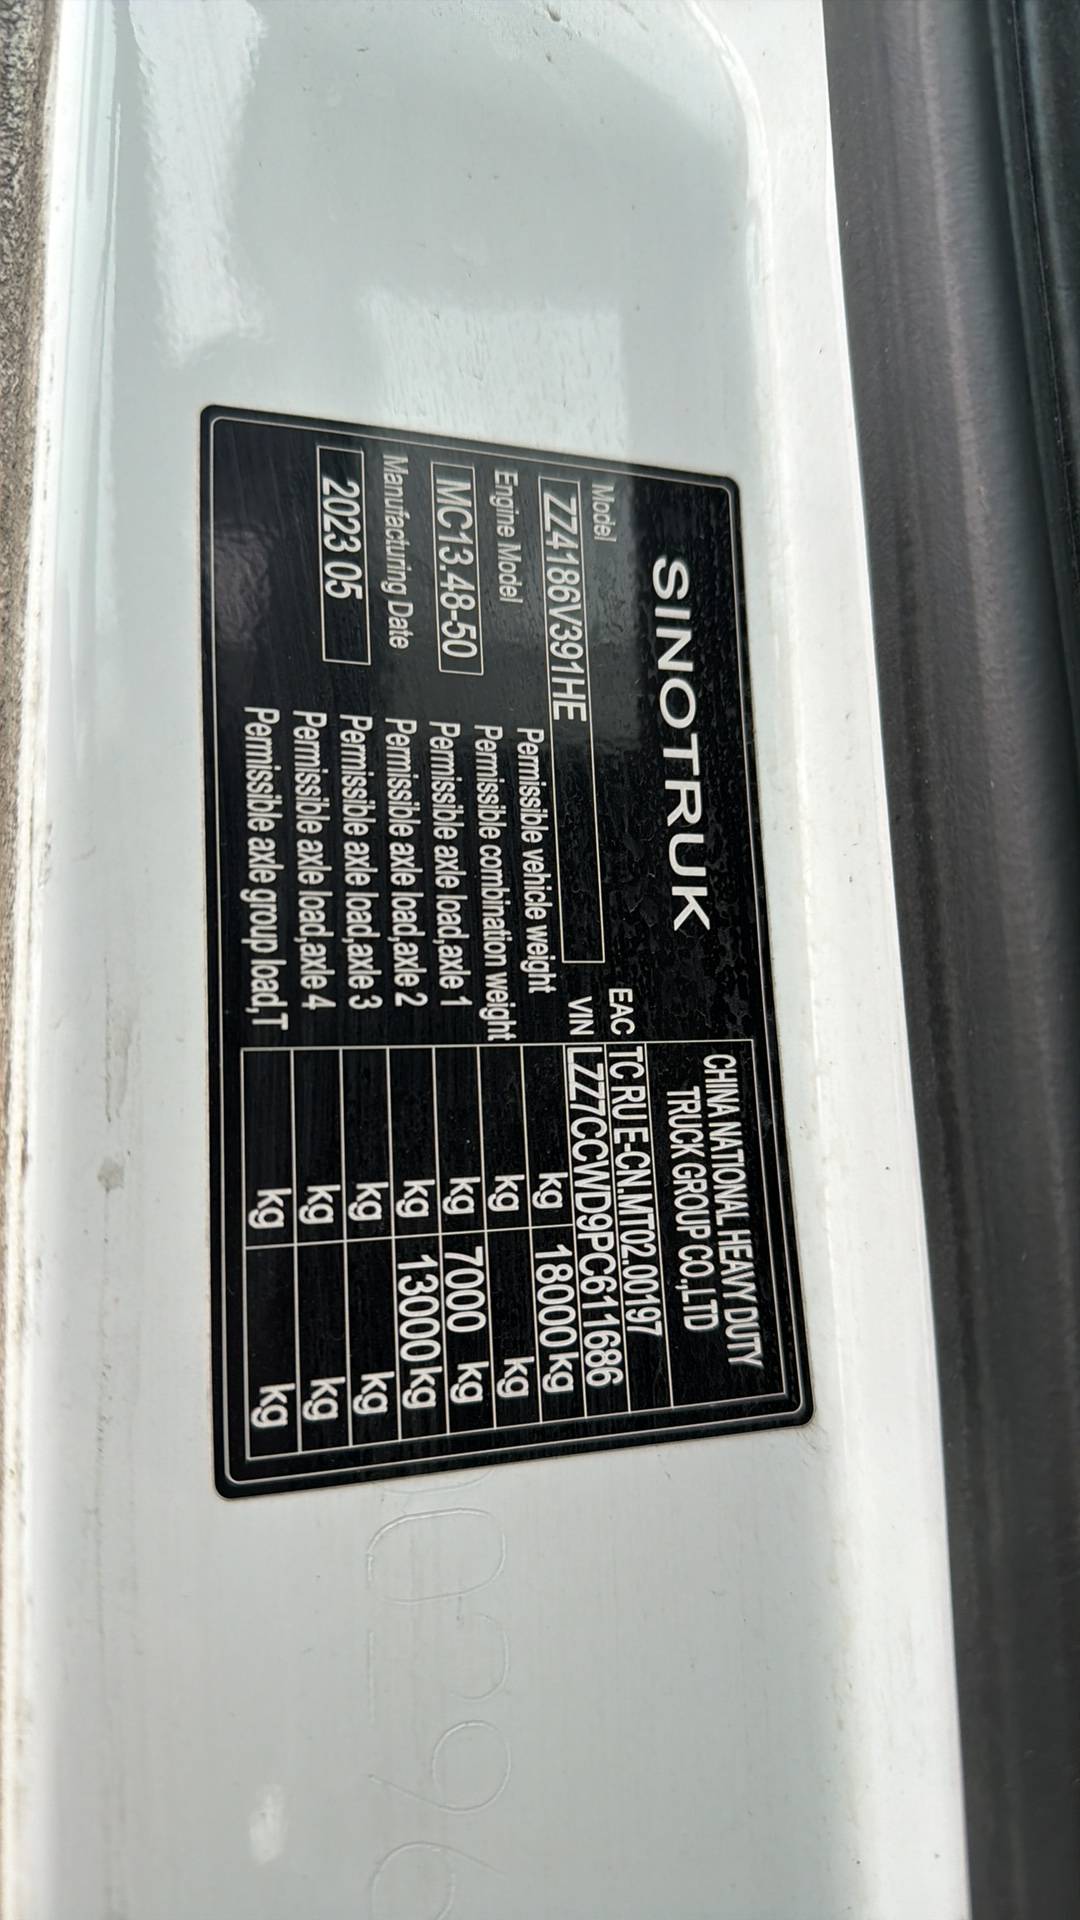 SINOTRUK
CHINA NATIONAL HEAVY DUTY
TRUCK GROUP CO.,LTD
EAC TC RU E-CN.MT02.00197
Model
ZZ4186V391HE
VIN LZZ7CCWD9PC611686
Engine Model
MC13.48-50
Manufacturing Date
2023 05
Permissible vehicle weight kg 18000 kg
Permissible combination weight kg kg
Permissible axle load,axle 1 kg 7000 kg
Permissible axle load,axle 2 kg 13000 kg
Permissible axle load,axle 3 kg kg
Permissible axle load,axle 4 kg kg
Permissible axle group load,T kg kg